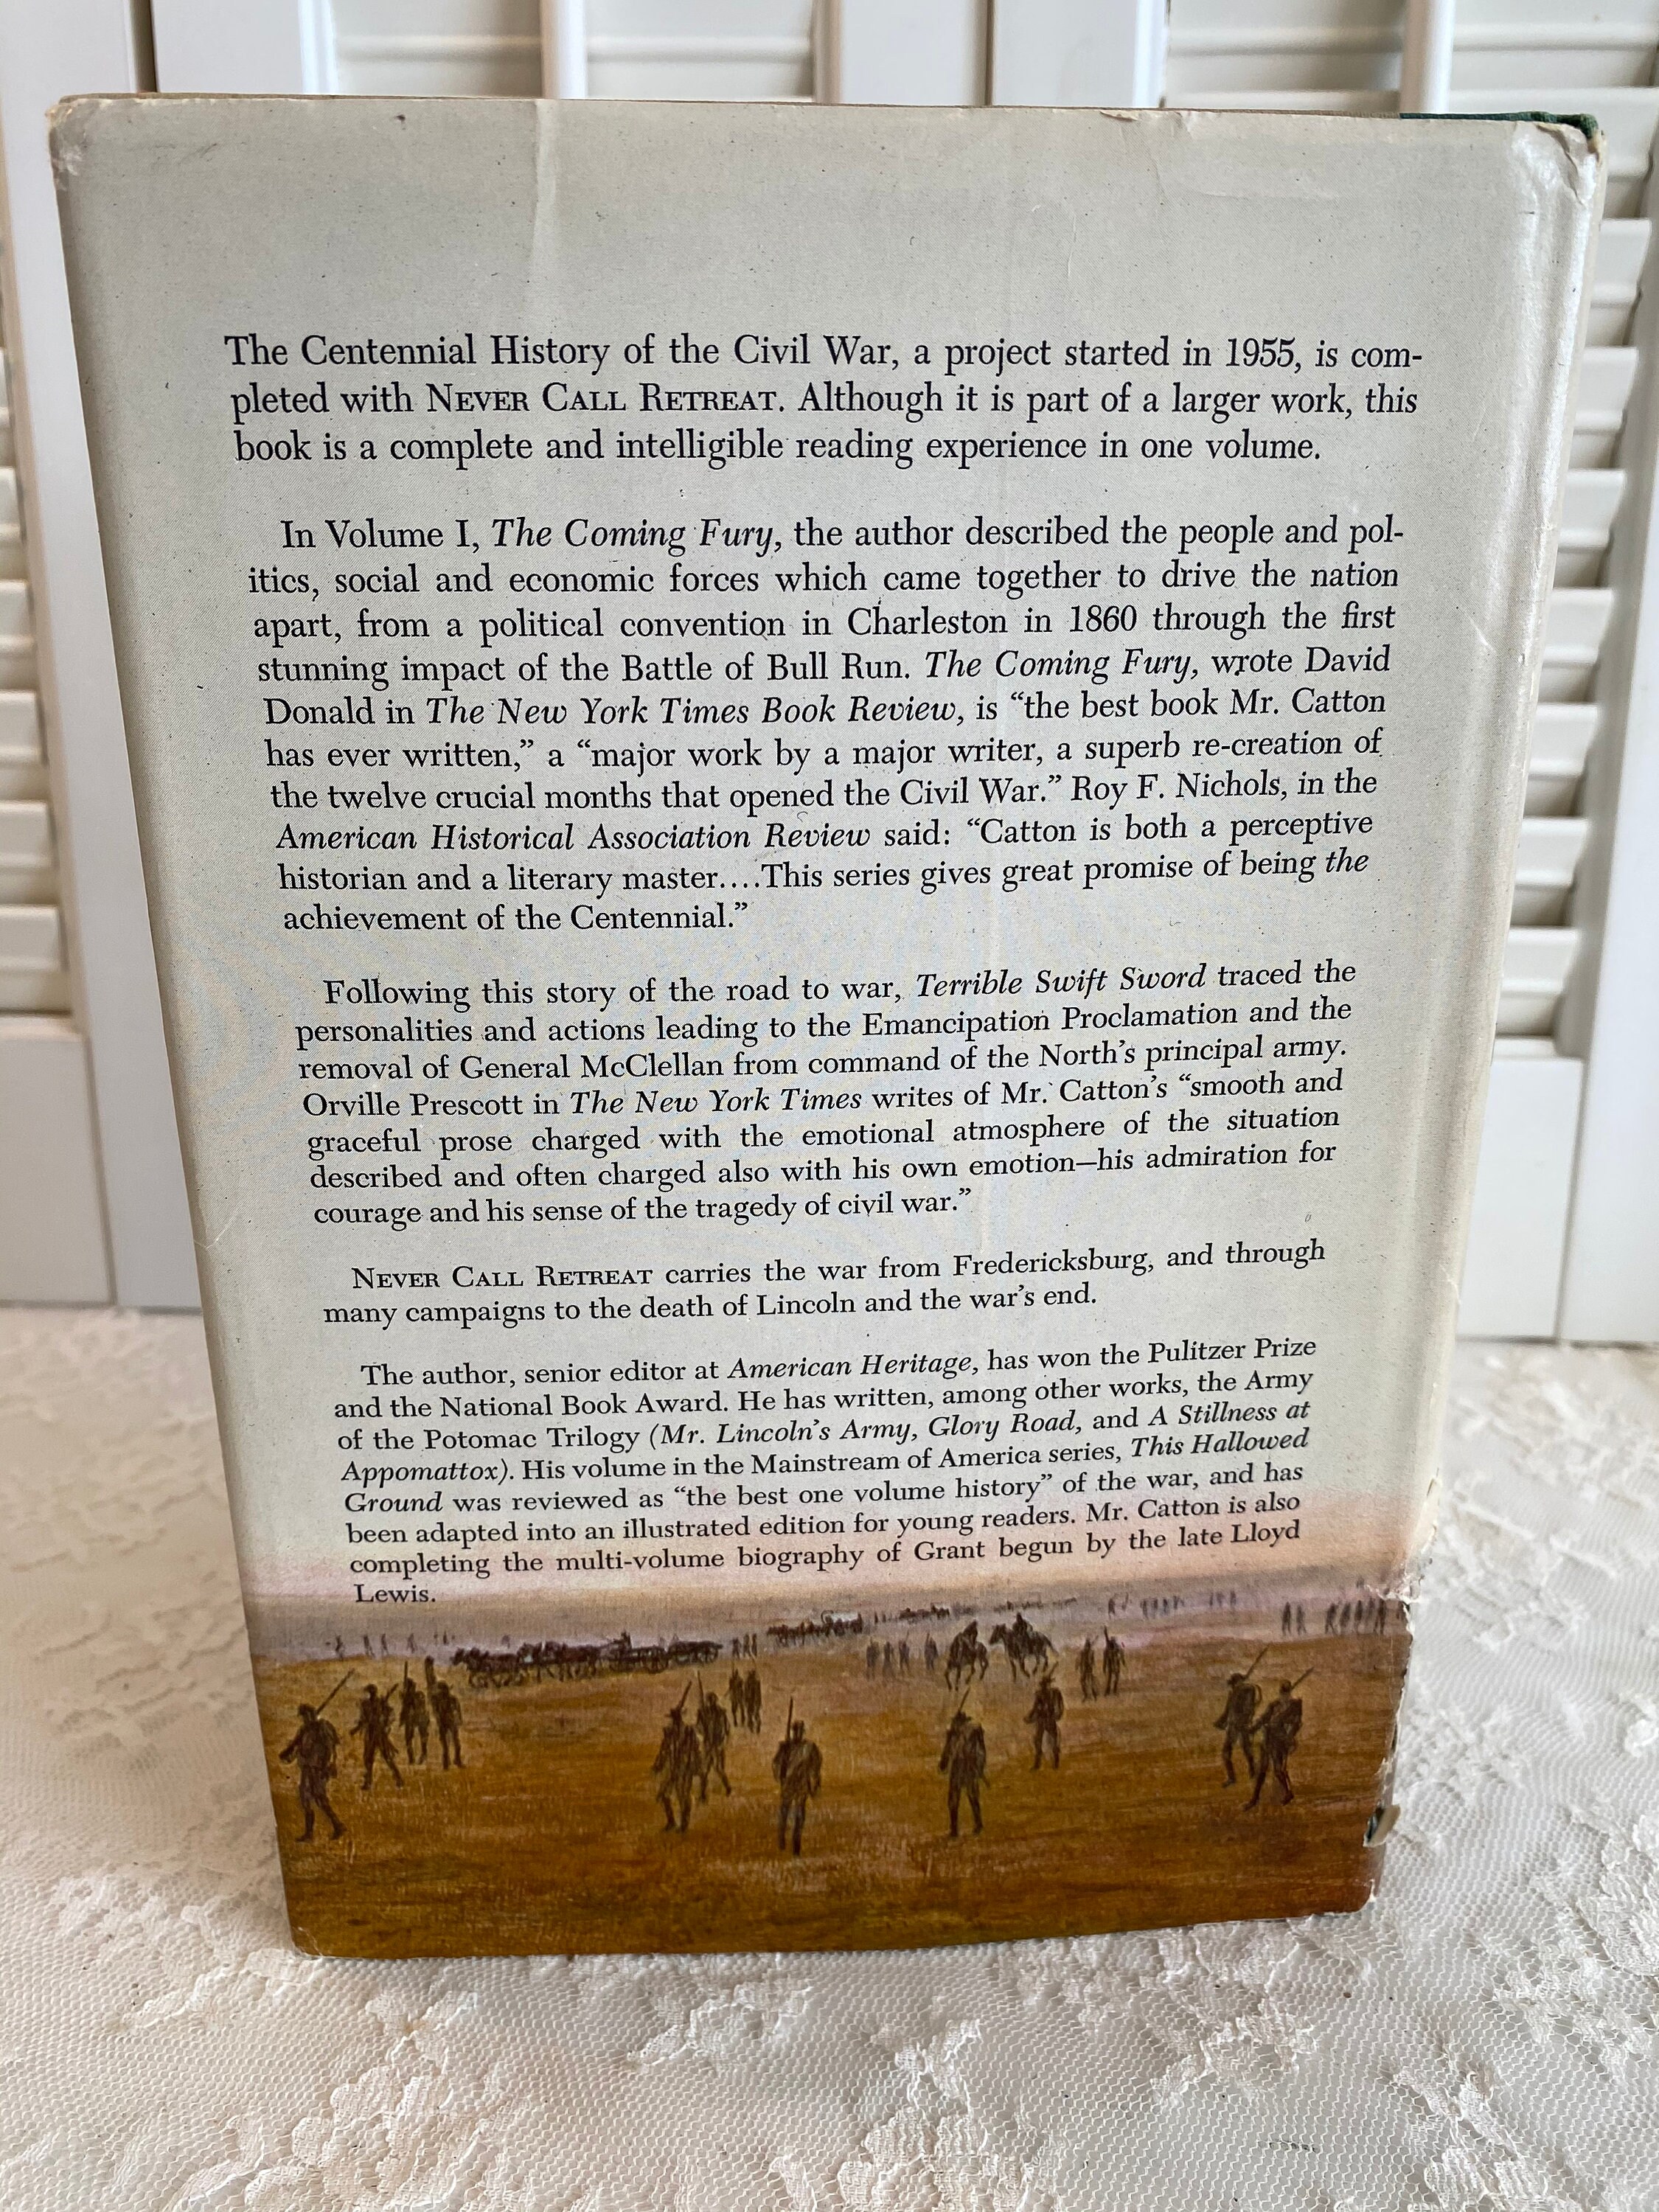 The Centennial History of the Civil War, a project started in 1955, is com-
pleted with NEVER CALL RETREAT. Although it is part of a larger work, this
book is a complete and intelligible reading experience in one volume.
In Volume I, The Coming Fury, the author described the people and pol-
itics, social and economic forces which came together to drive the nation
apart, from a political convention in Charleston in 1860 through the first
stunning impact of the Battle of Bull Run. The Coming Fury, wrote David
Donald in The New York Times Book Review, is “the best book Mr. Catton
has ever written,” a “major work by a major writer, a superb re-creation of
the twelve crucial months that opened the Civil War.” Roy F. Nichols, in the
American Historical Association Review said: “Catton is both a perceptive
historian and a literary master....This series gives great promise of being the
achievement of the Centennial.”
Following this story of the road to war, Terrible Swift Sword traced the
personalities and actions leading to the Emancipation Proclamation and the
removal of General McClellan from command of the North’s principal army.
Orville Prescott in The New York Times writes of Mr. Catton’s “smooth and
graceful prose charged with the emotional atmosphere of the situation
described and often charged also with his own emotion—his admiration for
courage and his sense of the tragedy of civil war.”
NEVER CALL RETREAT carries the war from Fredericksburg, and through
many campaigns to the death of Lincoln and the war’s end.
The author, senior editor at American Heritage, has won the Pulitzer Prize
and the National Book Award. He has written, among other works, the Army
of the Potomac Trilogy (Mr. Lincoln’s Army, Glory Road, and A Stillness at
Appomattox). His volume in the Mainstream of America series, This Hallowed
Ground was reviewed as “the best one volume history” of the war, and has
been adapted into an illustrated edition for young readers. Mr. Catton is also
completing the multi-volume biography of Grant begun by the late Lloyd
Lewis.